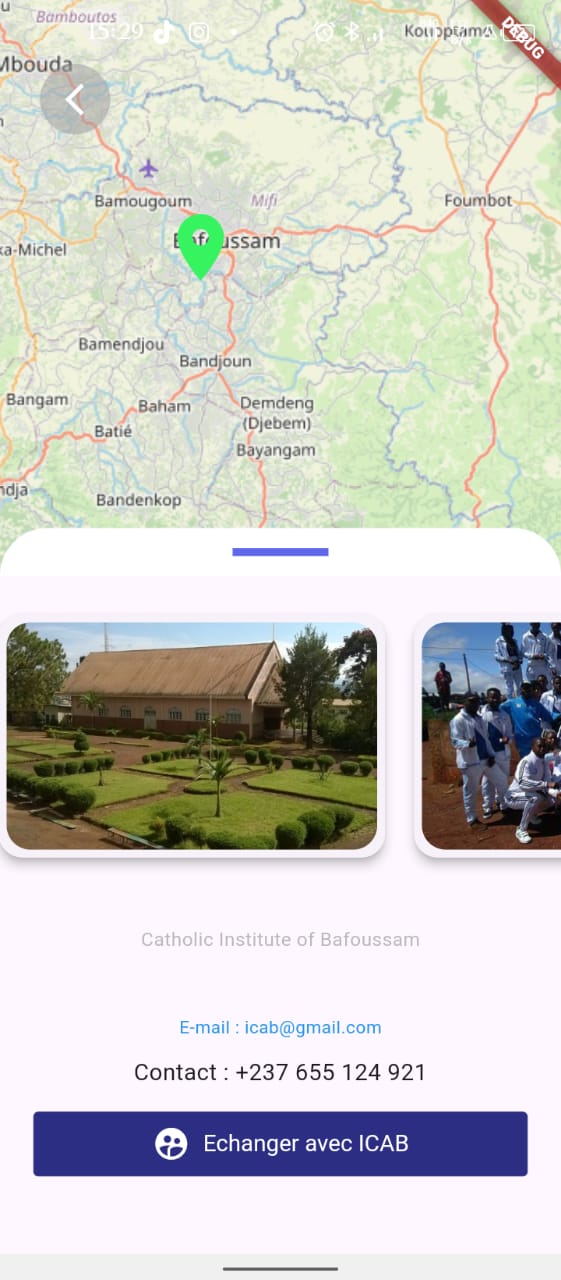 Bamboutos
15:29
Kouoptamo
DEBUG
Mbouda
Bamougoum
Mifi
Foumbot
Bafoussam
ka-Michel
Bamendjou
Bandjoun
Bangam
Baham
Demdeng
(Djebem)
Batié
Bayangam
ndja
Bandenkop
Catholic Institute of Bafoussam
E-mail : icab@gmail.com
Contact : +237 655 124 921
Echanger avec ICAB